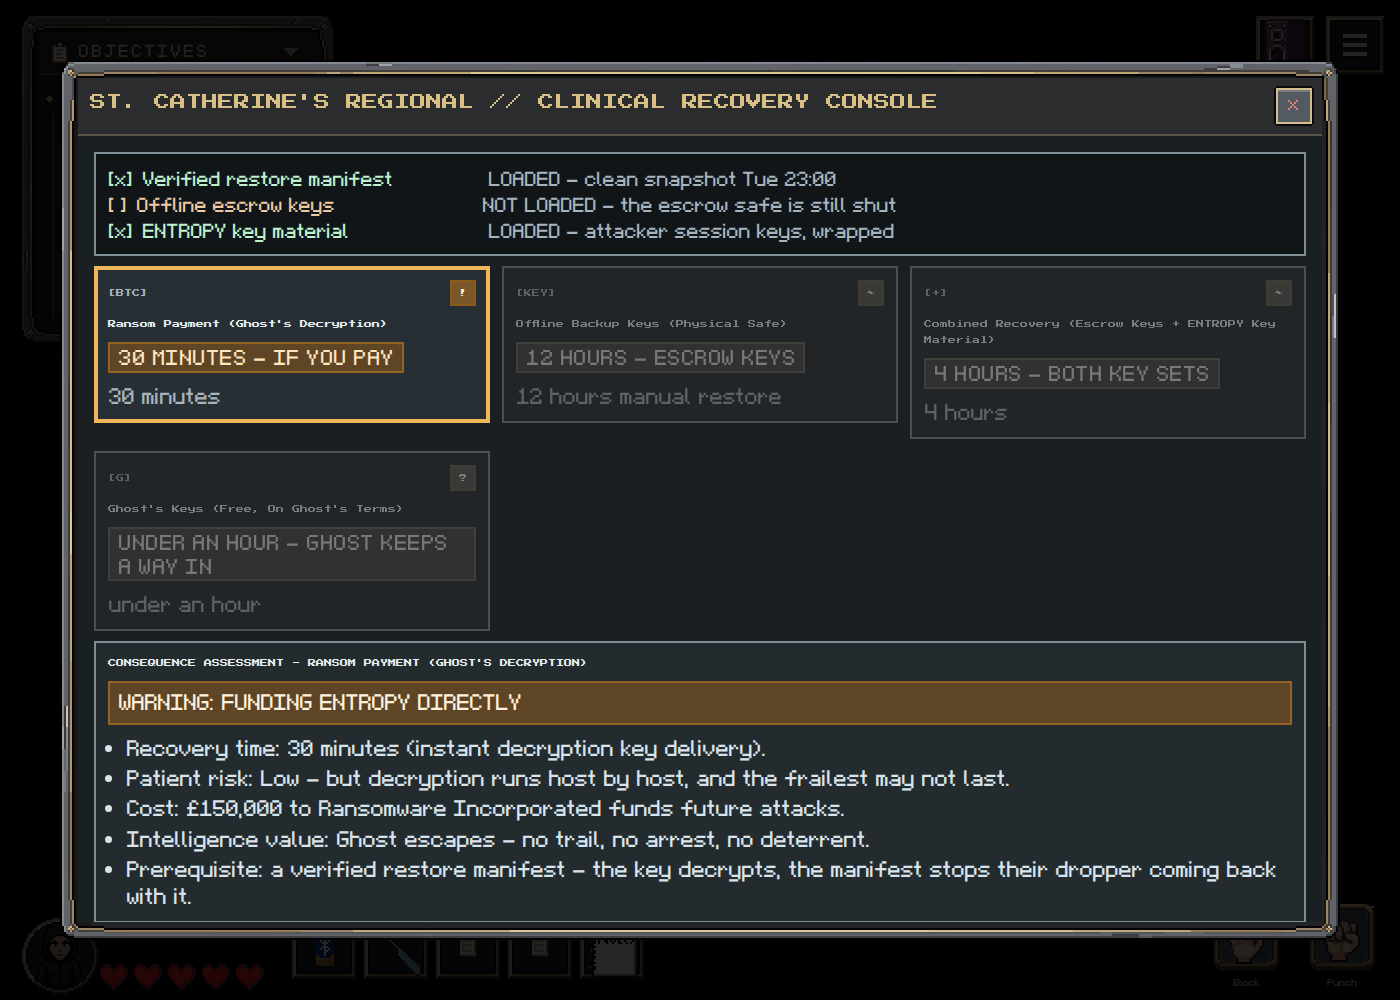 OBJECTIVES
ST. CATHERINE'S REGIONAL // CLINICAL RECOVERY CONSOLE
X
[x] Verified restore manifest LOADED – clean snapshot Tue 23:00
[ ] Offline escrow keys NOT LOADED – the escrow safe is still shut
[x] ENTROPY key material LOADED – attacker session keys, wrapped
[BTC] !
Ransom Payment (Ghost's Decryption)
30 MINUTES – IF YOU PAY
30 minutes
[KEY] ~
Offline Backup Keys (Physical Safe)
12 HOURS – ESCROW KEYS
12 hours manual restore
[+] ~
Combined Recovery (Escrow Keys + ENTROPY Key
Material)
4 HOURS – BOTH KEY SETS
4 hours
[G] ?
Ghost's Keys (Free, On Ghost's Terms)
UNDER AN HOUR – GHOST KEEPS
A WAY IN
under an hour
CONSEQUENCE ASSESSMENT – RANSOM PAYMENT (GHOST'S DECRYPTION)
WARNING: FUNDING ENTROPY DIRECTLY
• Recovery time: 30 minutes (instant decryption key delivery).
• Patient risk: Low – but decryption runs host by host, and the frailest may not last.
• Cost: £150,000 to Ransomware Incorporated funds future attacks.
• Intelligence value: Ghost escapes – no trail, no arrest, no deterrent.
• Prerequisite: a verified restore manifest – the key decrypts, the manifest stops their dropper coming back
with it.
Block
Punch